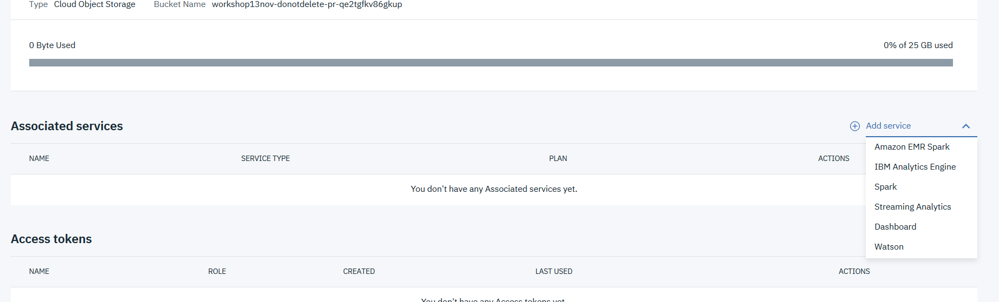 Type Cloud Object Storage Bucket Name workshop13nov-donotdelete-pr-qe2tgfkv86gkup
0 Byte Used 0% of 25 GB used
Associated services Add service
Amazon EMR Spark
NAME SERVICE TYPE PLAN ACTIONS
IBM Analytics Engine
You don't have any Associated services yet. Spark
Streaming Analytics
Dashboard
Access tokens
Watson
NAME ROLE CREATED LAST USED ACTIONS
You don't have any Access tokens yet